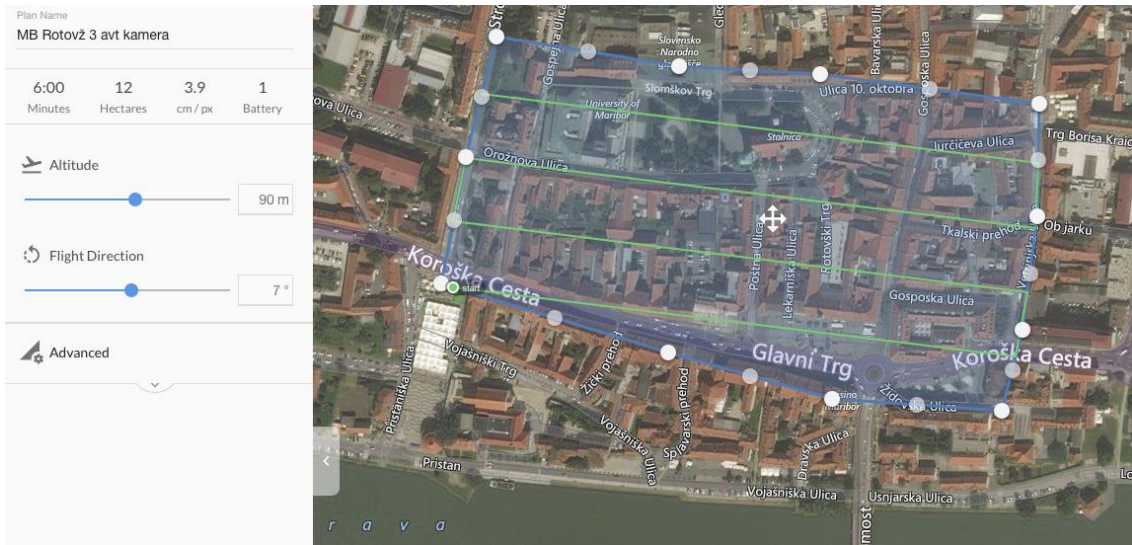 Plan Name
MB Rotovž 3 avt kamera
6:00
12
3.9
1
Minutes
Hectares
cm / px
Battery
Altitude
90 m
Flight Direction
7 °
Advanced
Gospejna Ulica
Slovensko
Narodno
Bavarska Ulica
Gosposka Ulica
Slomškov Trg
Ulica 10. oktobra
University of
Maribor
Stolnica
Jurčičeva Ulica
Trg Borisa Kraig
Orožnova Ulica
Tkalski prehod
Ob jarku
Poštna Ulica
Lekarniška Ulica
Rotovški Trg
Koroška Cesta
start
Gosposka Ulica
Glavni Trg
Koroška Cesta
Vojašniški Trg
Žički prehod
Pristaniška Ulica
Splavarski prehod
Maribor
Vojašniška Ulica
Dravska Ulica
Pristan
Vojašniška Ulica
Usnjarska Ulica
most
r a v a